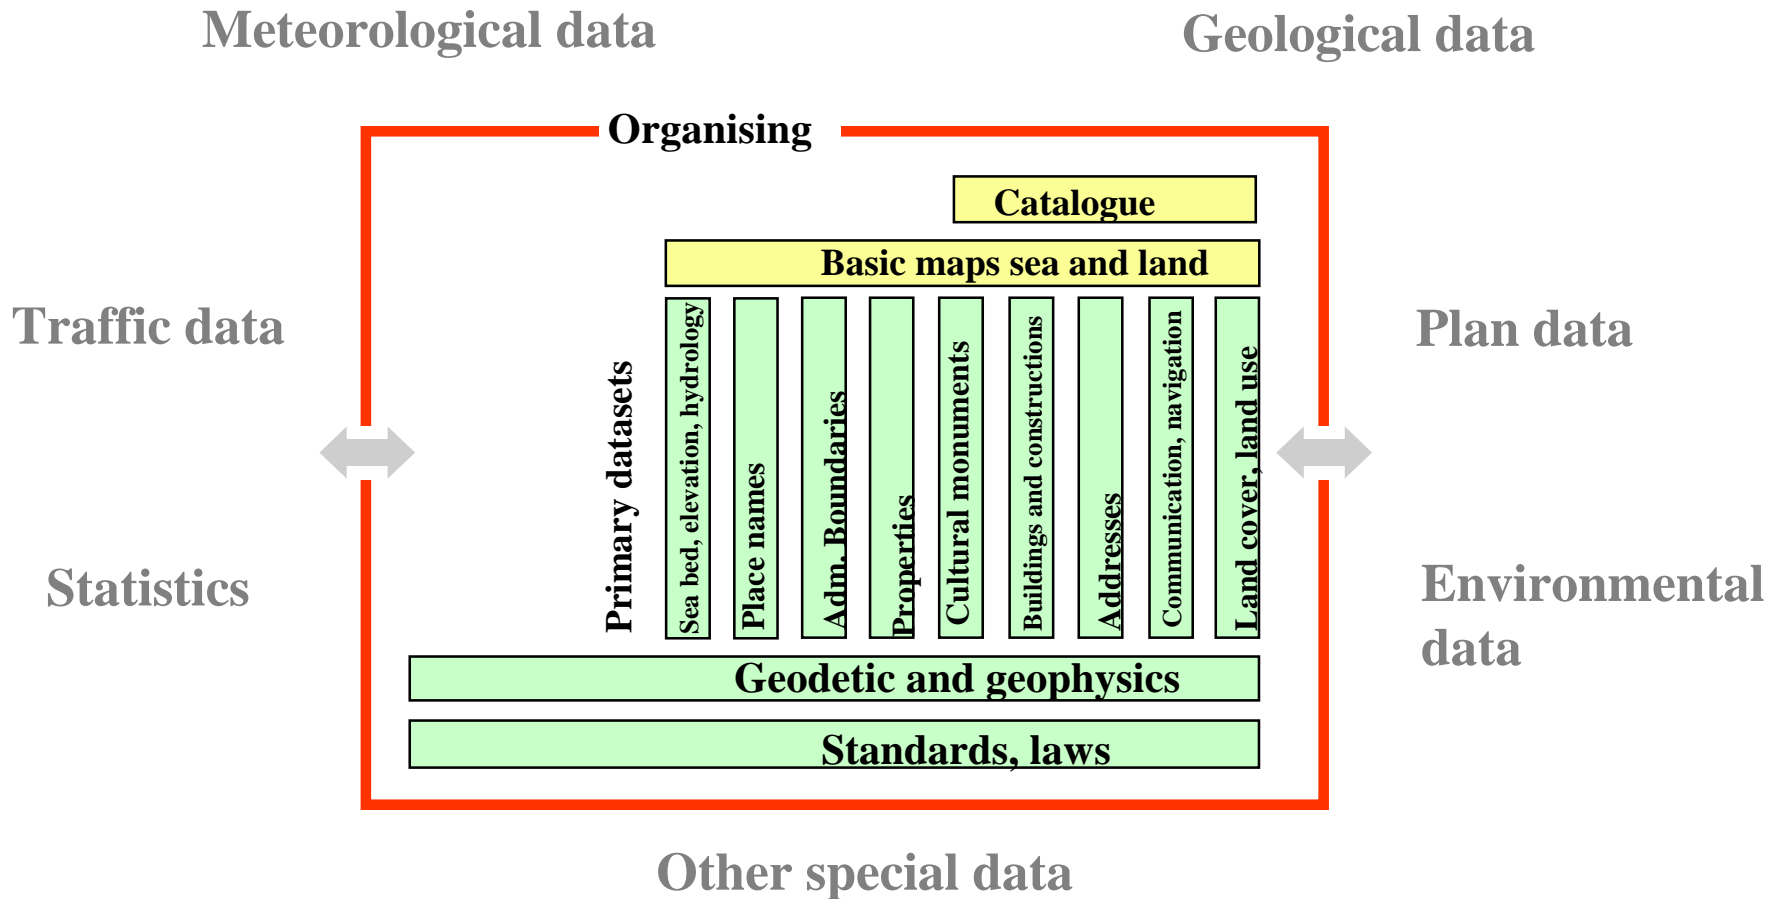 Meteorological data
Geological data
Organising
Catalogue
Basic maps sea and land
Traffic data
Plan data
Primary datasets
Sea bed, elevation, hydrology
Place names
Adm. Boundaries
Properties
Cultural monuments
Buildings and constructions
Addresses
Communication, navigation
Land cover, land use
Statistics
Environmental
data
Geodetic and geophysics
Standards, laws
Other special data